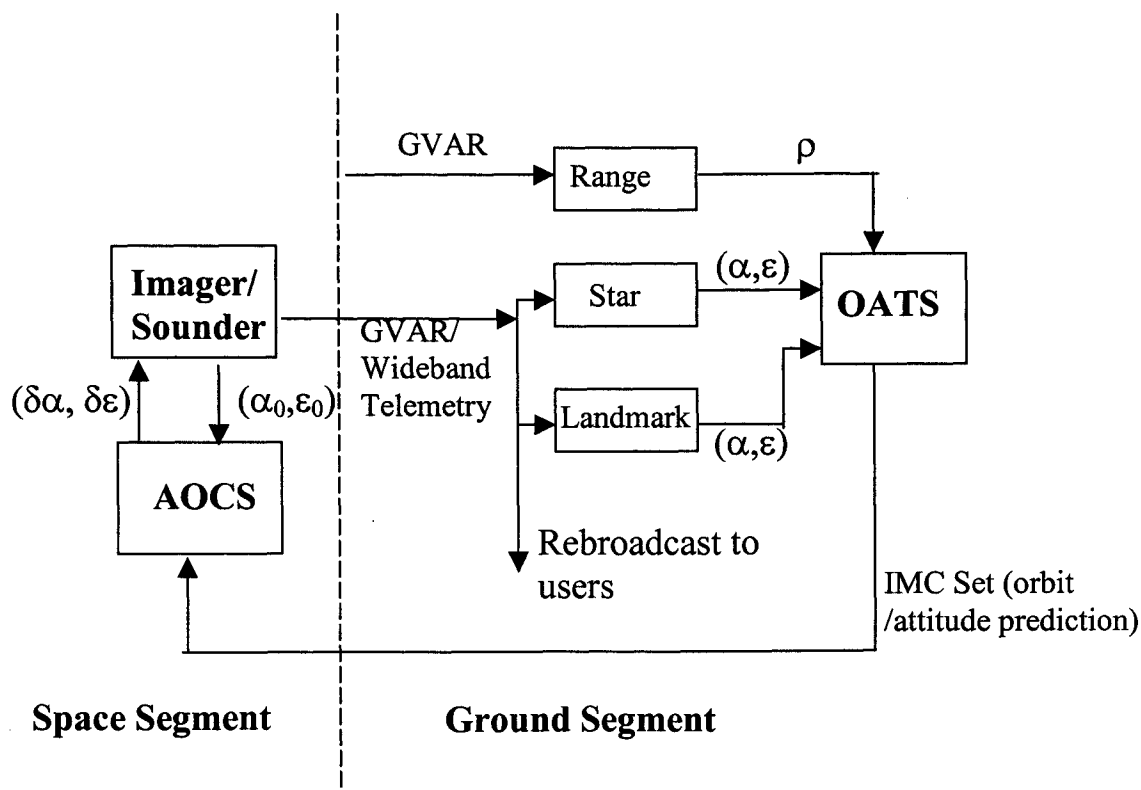 GVAR
Range
ρ
Imager/
Sounder
Star
(α,ε)
OATS
GVAR/
Wideband
Telemetry
(δα, δε)
(α₀,ε₀)
Landmark
(α,ε)
AOCS
Rebroadcast to
users
IMC Set (orbit
/attitude prediction)
Space Segment
Ground Segment